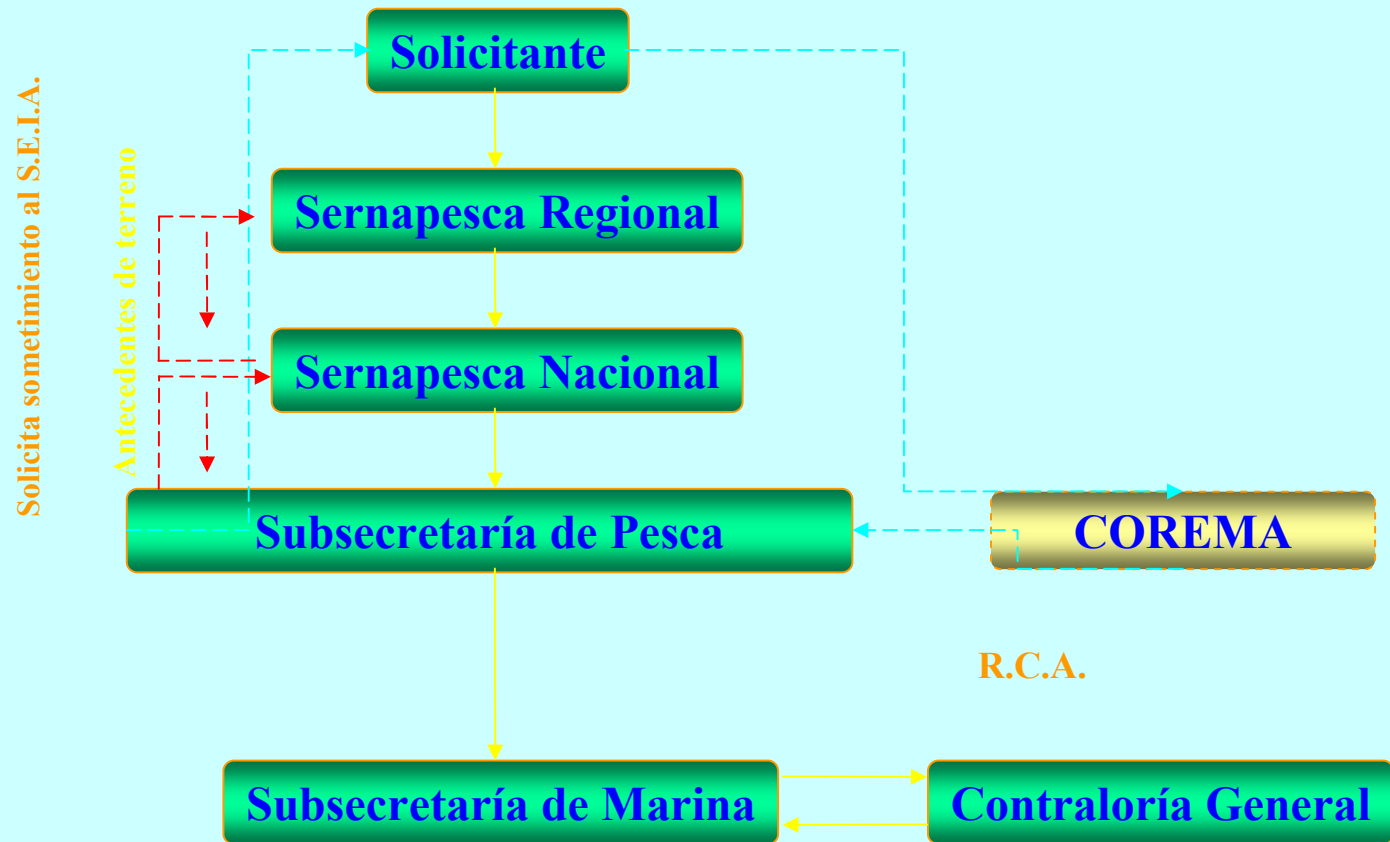 Solicitante
Solicita sometimiento al S.E.I.A.
Antecedentes de terreno
Sernapesca Regional
Sernapesca Nacional
Subsecretaría de Pesca
COREMA
R.C.A.
Subsecretaría de Marina
Contraloría General